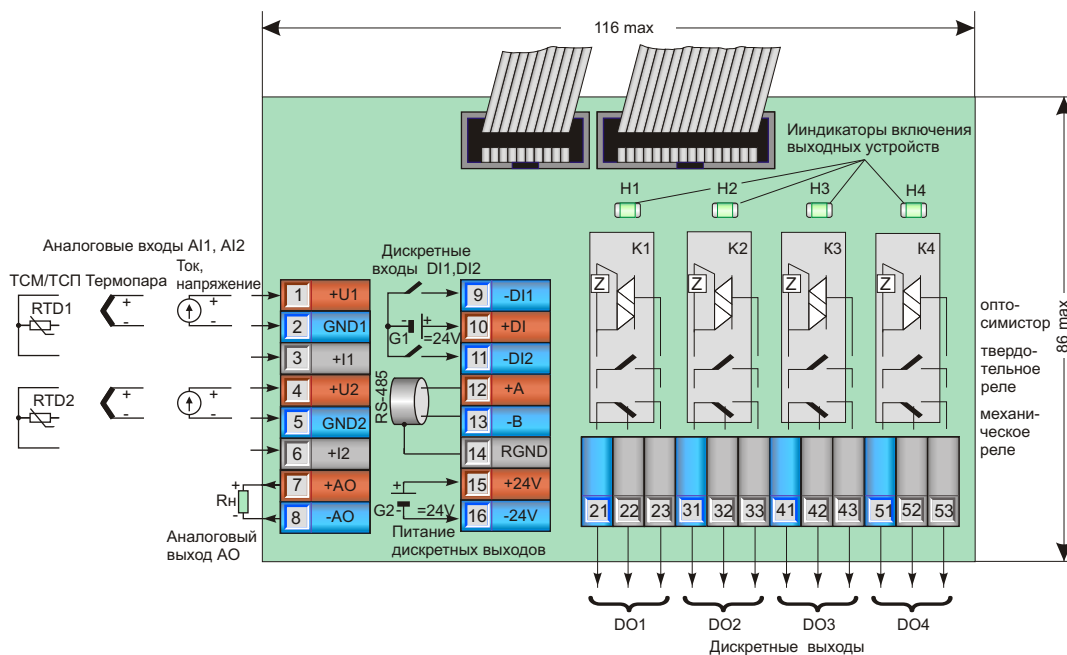 116 max
86 max
Ииндикаторы включения
выходных устройств
H1
H2
H3
H4
K1
K2
K3
K4
Z
Z
Z
Z
опто-
симистор
твердо-
тельное
реле
механи-
ческое
реле
Аналоговые входы AI1, AI2
ТСМ/ТСП
Термопара
Ток,
напряжение
RTD1
+
-
+
-
RTD2
+
-
+
-
Rн
+
-
Аналоговый
выход АО
1 +U1
2 GND1
3 +I1
4 +U2
5 GND2
6 +I2
7 +AO
8 -AO
Дискретные
входы DI1,DI2
- +
G1 =24V
RS-485
+
-
G2 =24V
Питание
дискретных выходов
9 -DI1
10 +DI
11 -DI2
12 +A
13 -B
14 RGND
15 +24V
16 -24V
21 22 23 31 32 33 41 42 43 51 52 53
DO1
DO2
DO3
DO4
Дискретные выходы